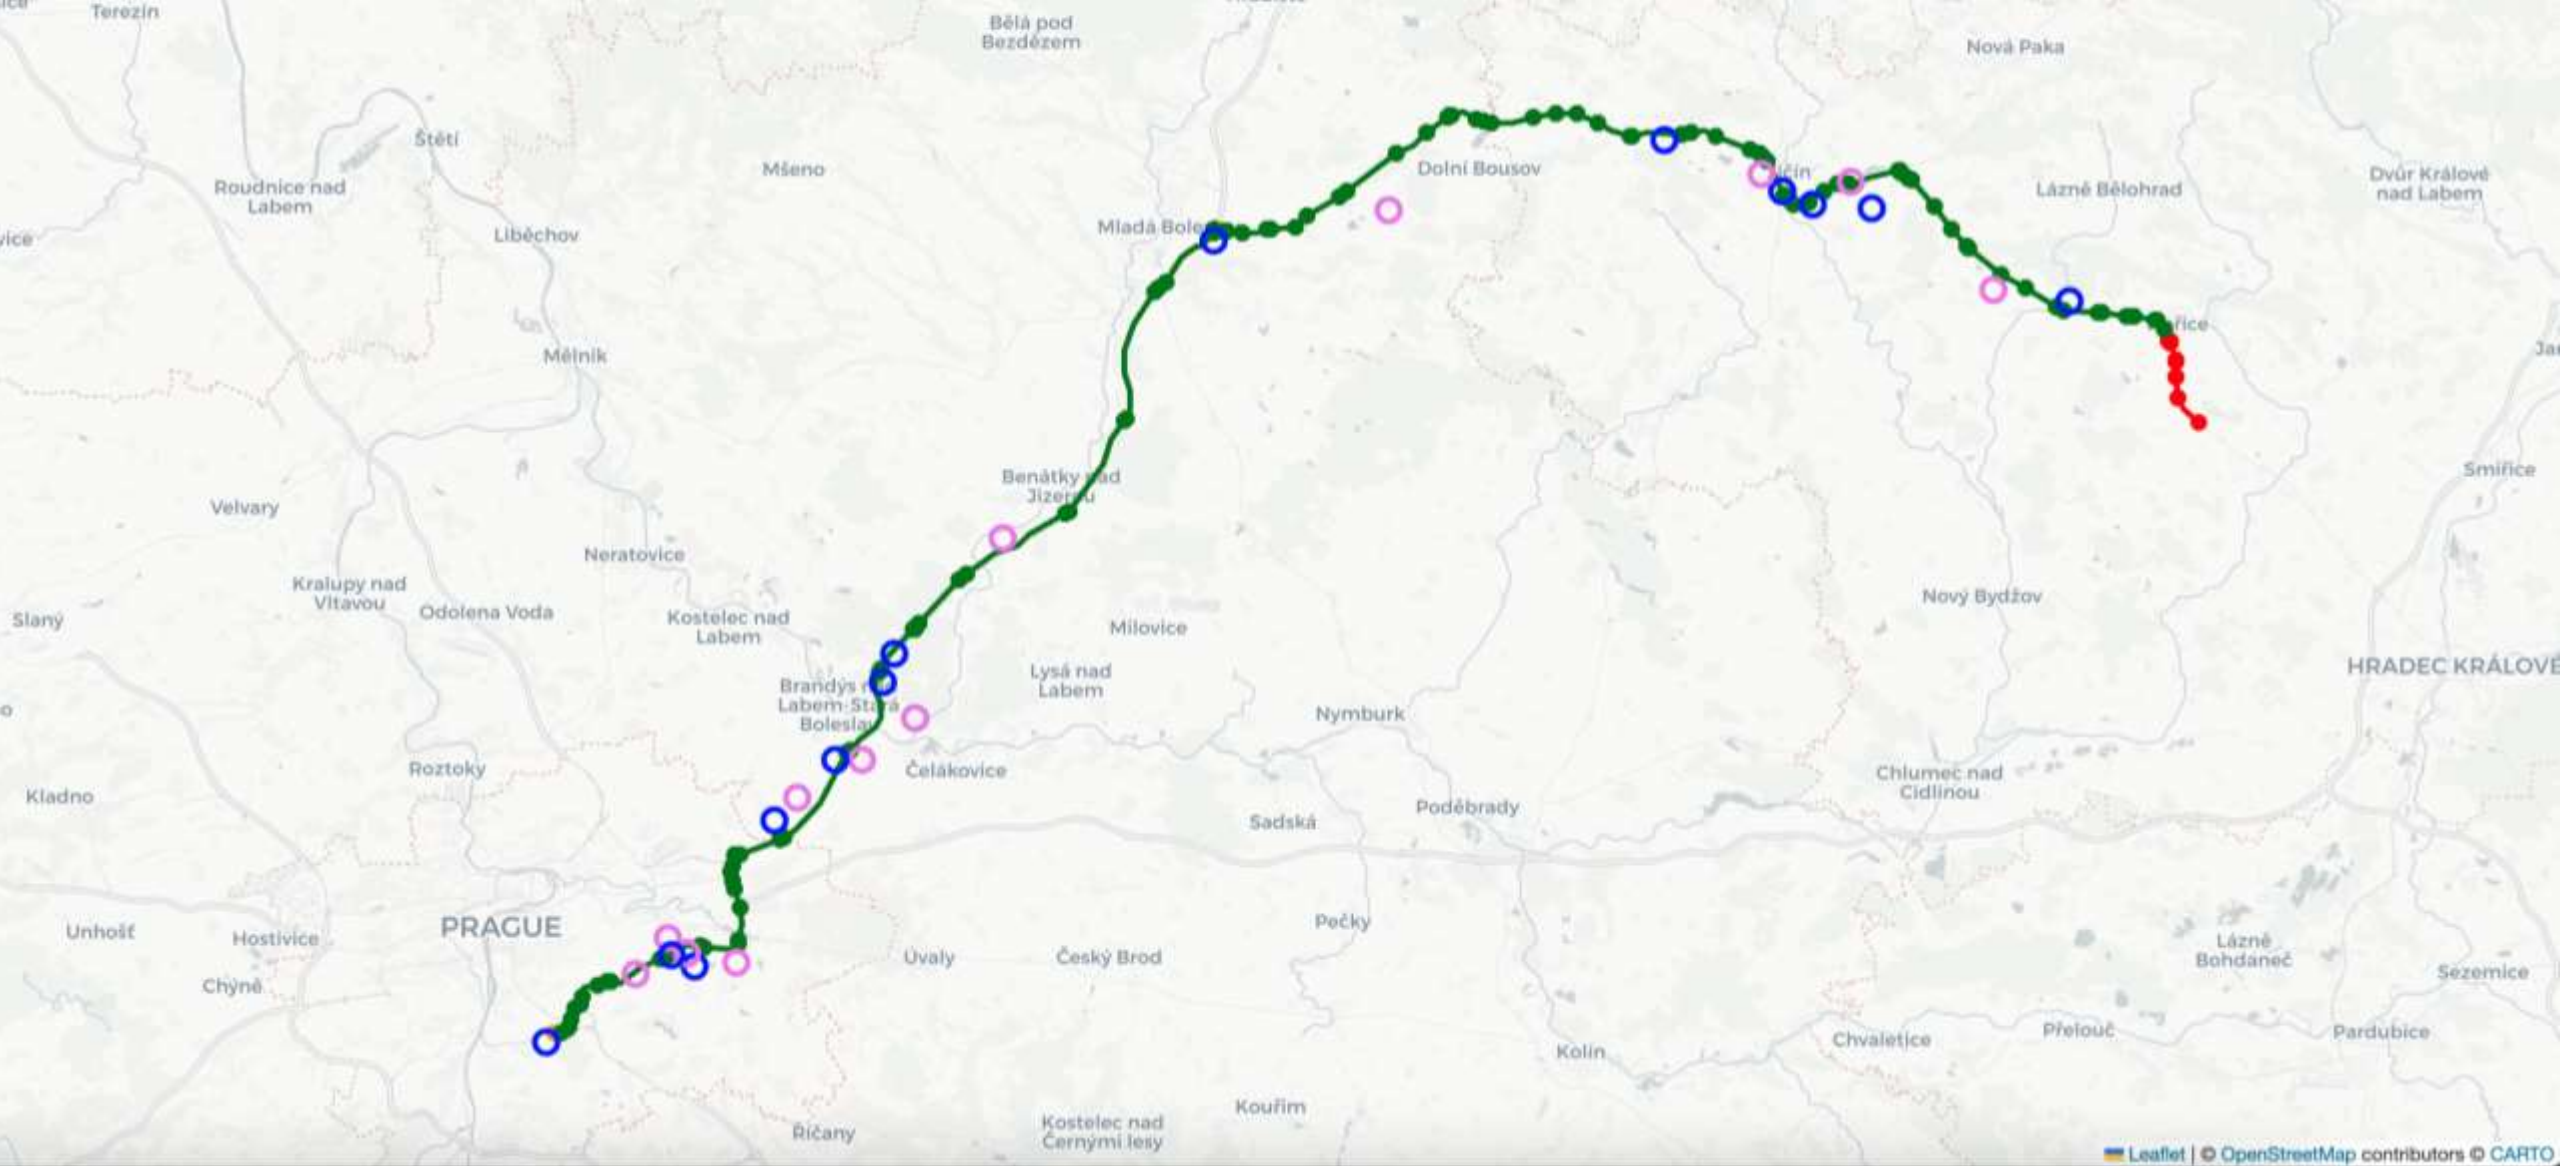 Terezín
Bělá pod
Bezdězem
Nová Paka
Štětí
Mšeno
Dolní Bousov
Roudnice nad
Labem
Lázně Bělohrad
Dvůr Králové
nad Labem
Liběchov
Mladá
Mělník
Benátky nad
Jizerou
Smiřice
Velvary
Neratovice
Kralupy nad
Vltavou
Odolena Voda
Slaný
Kostelec nad
Labem
Milovice
Nový Bydžov
HRADEC KRÁLOVÉ
Lysá nad
Labem
Brandýs nad
Labem-Stará
Boleslav
Nymburk
Roztoky
Čelákovice
Chlumec nad
Cidlinou
Kladno
Poděbrady
Sadská
PRAGUE
Unhošť
Hostivice
Pečky
Úvaly
Český Brod
Lázně
Bohdaneč
Sezemice
Chýně
Chvaletice
Přelouč
Pardubice
Kolín
Kouřim
Říčany
Kostelec nad
Černými lesy
Leaflet | © OpenStreetMap contributors © CARTO